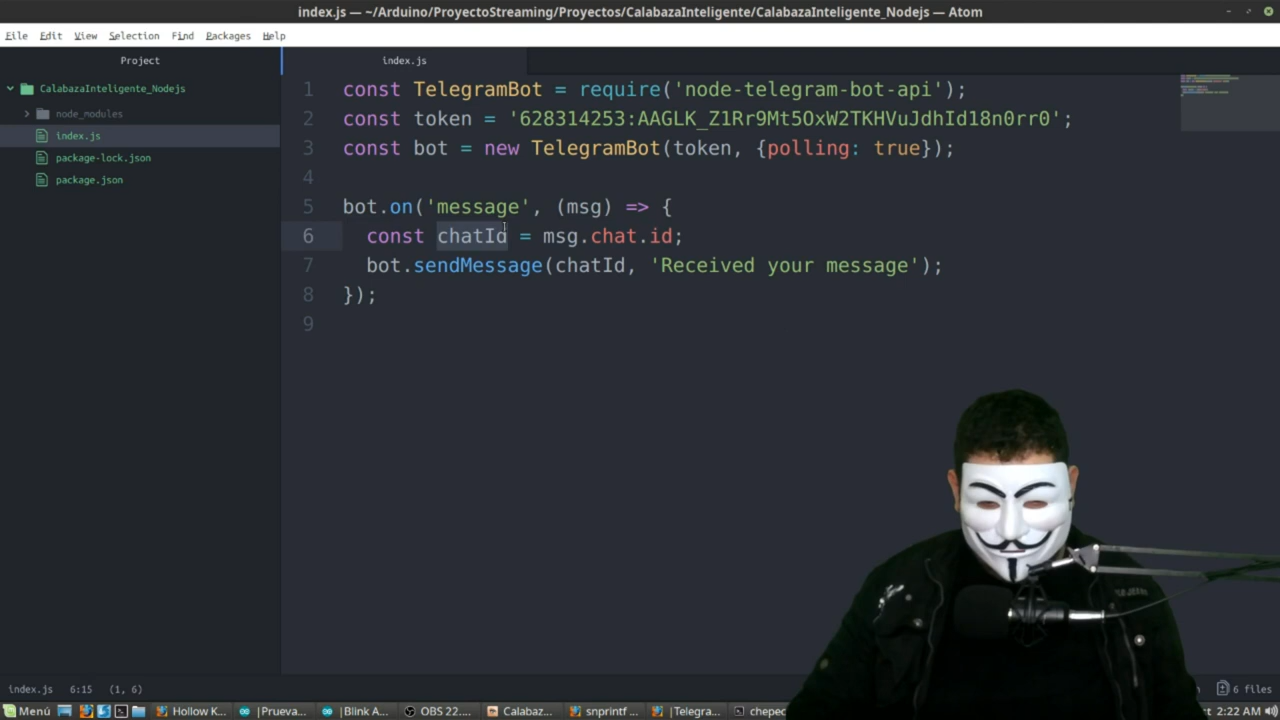 index.js — ~/Arduino/ProyectoStreaming/Proyectos/CalabazaInteligente/CalabazaInteligente_Nodejs — Atom
File Edit View Selection Find Packages Help
Project
index.js
CalabazaInteligente_Nodejs
node_modules
index.js
package-lock.json
package.json
1 const TelegramBot = require('node-telegram-bot-api');
2 const token = '628314253:AAGLK_Z1Rr9Mt5OxW2TKHVuJdhId18n0rr0';
3 const bot = new TelegramBot(token, {polling: true});
4
5 bot.on('message', (msg) => {
6 const chatId = msg.chat.id;
7 bot.sendMessage(chatId, 'Received your message');
8 });
9
index.js 6:15 (1, 6) 6 files
Menú Hollow K... |Prueva... |Blink A... OBS 22.... Calabaz... snprintf ... |Telegra... cheped 2:22 AM